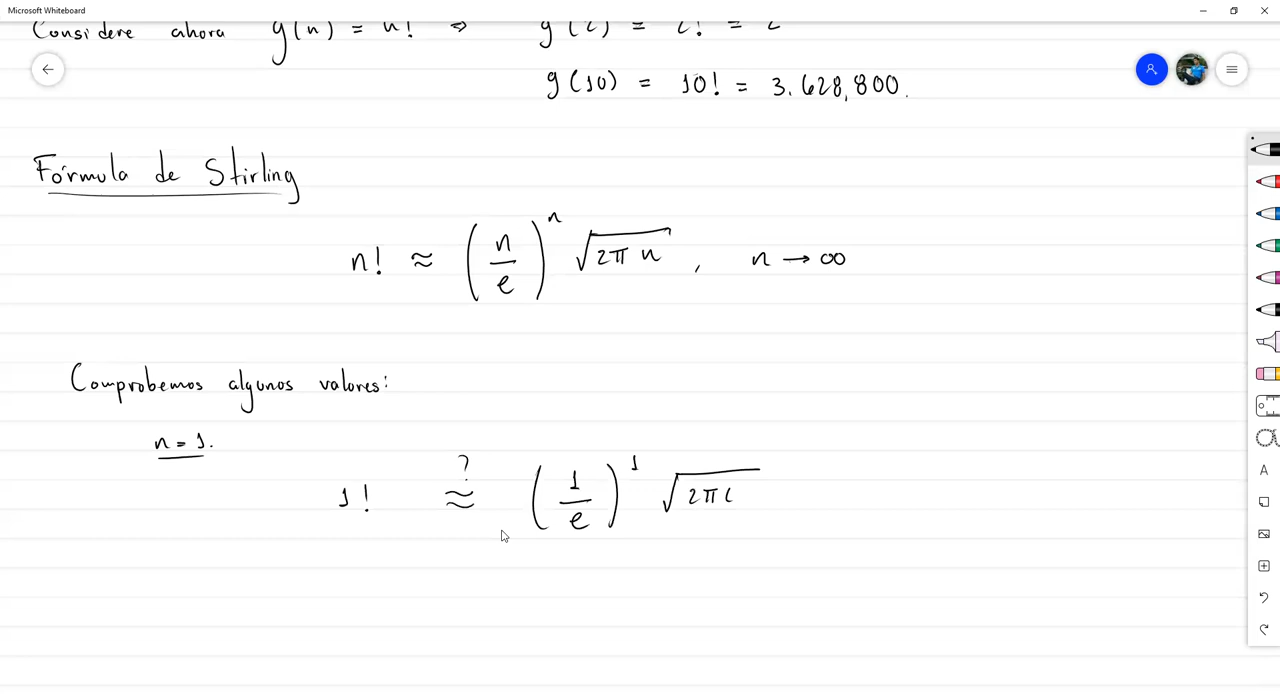 Microsoft Whiteboard
Considere ahora g(n) = n! ⇒ g(2) = 2! = 2
g(10) = 10! = 3.628,800.
Fórmula de Stirling
n! ≈ (n/e)^n √(2πn), n → ∞
Comprobemos algunos valores:
n = 1.
1! ≈^? (1/e)^1 √(2π(
A